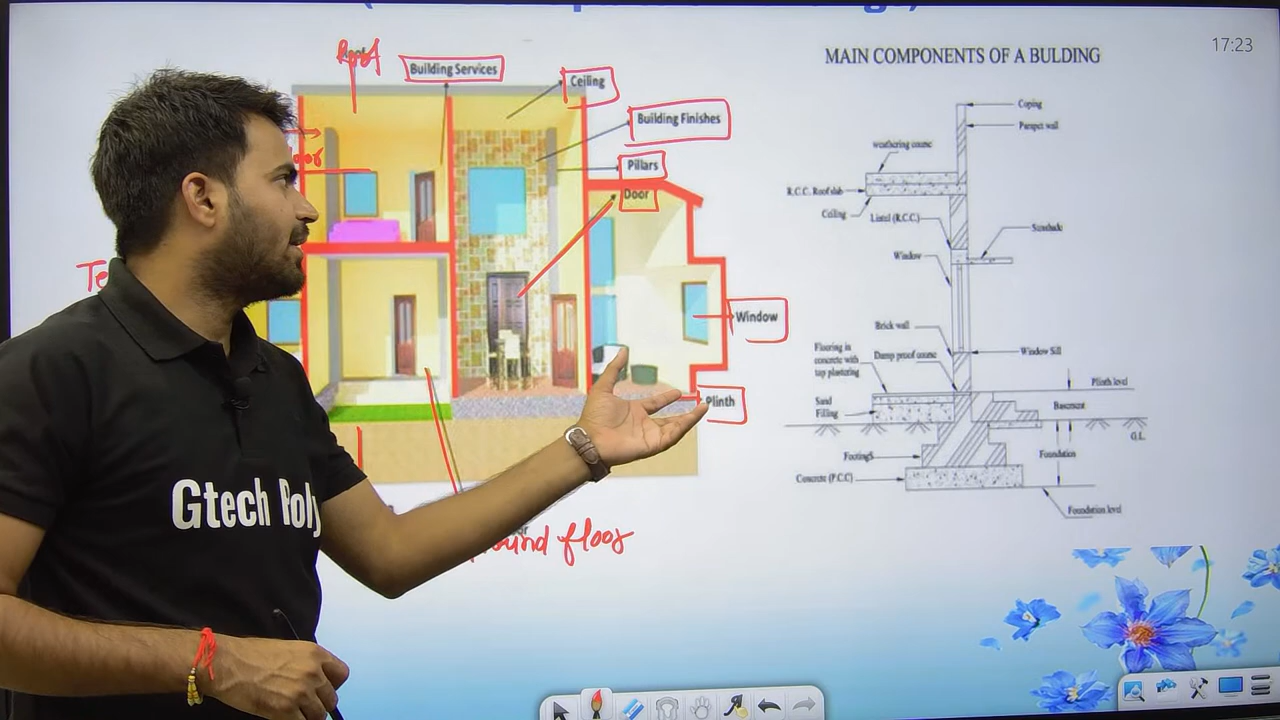 MAIN COMPONENTS OF A BULDING
17:23
Roof
Building Services
Ceiling
Building Finishes
Pillars
Door
Window
Plinth
Ground floor
Coping
Parapet wall
weathering course
R.C.C. Roof slab
Ceiling
Lintel (R.C.C.)
Sunshade
Window
Brick wall
Flooring in
concrete with
top plastering
Damp proof course
Window Sill
Plinth level
Sand
Filling
Basement
G.L.
Footings
Foundation
Concrete (P.C.C)
Foundation level
Gtech Poly